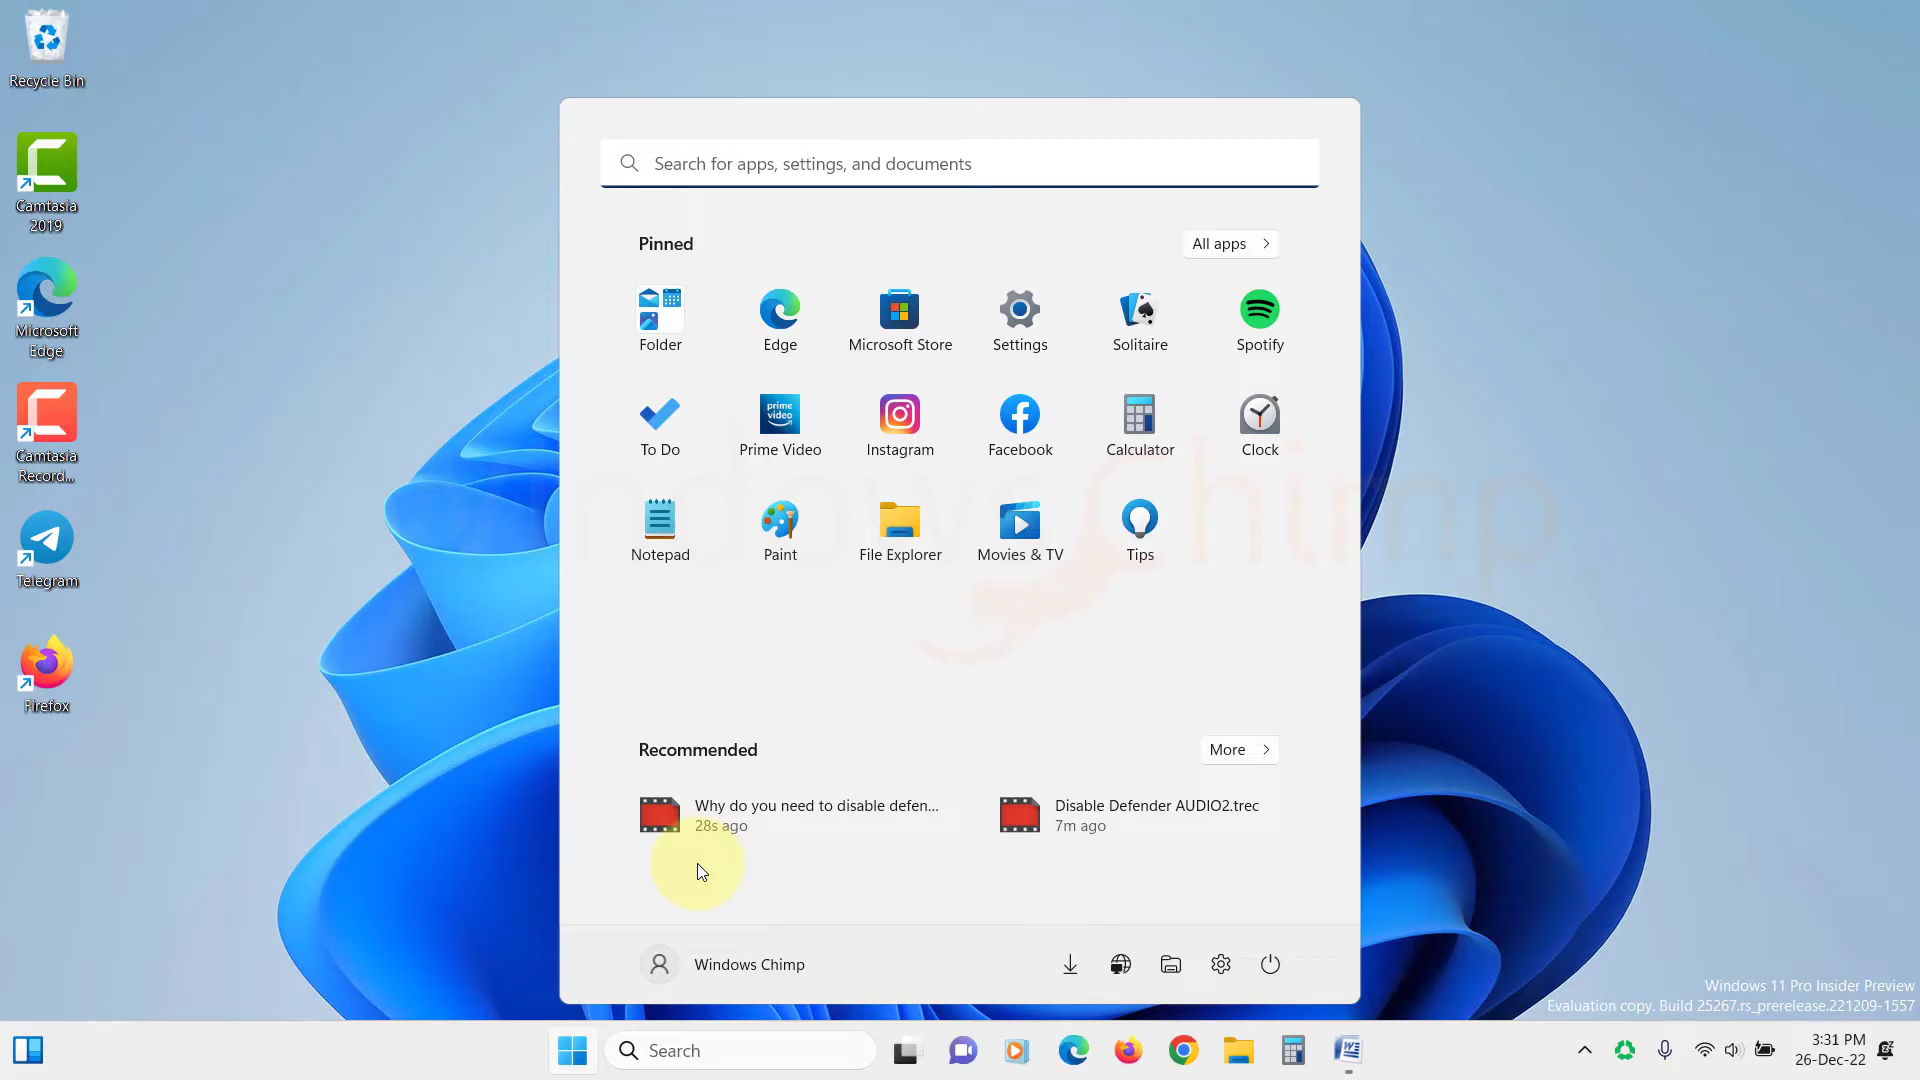 Recycle Bin
Camtasia
2019
Microsoft
Edge
Camtasia
Record...
Telegram
Firefox
Search for apps, settings, and documents
Pinned
All apps
Folder
Edge
Microsoft Store
Settings
Solitaire
Spotify
To Do
prime
video
Prime Video
Instagram
Facebook
Calculator
Clock
Notepad
Paint
File Explorer
Movies & TV
Tips
Recommended
More
Why do you need to disable defen...
28s ago
Disable Defender AUDIO2.trec
7m ago
Windows Chimp
Windows 11 Pro Insider Preview
Evaluation copy. Build 25267.rs_prerelease.221209-1557
Search
3:31 PM
26-Dec-22